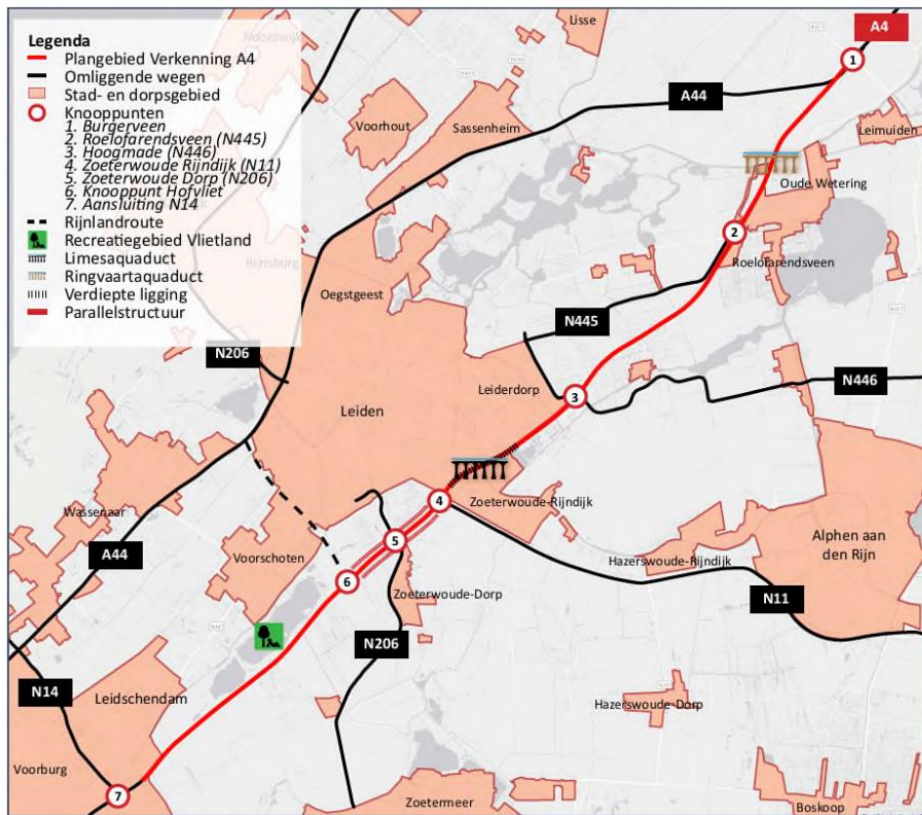 Legenda
Plangebied Verkenning A4
Omliggende wegen
Stad- en dorpsgebied
Knooppunten
1. Burgerveen
2. Roelofarendsveen (N445)
3. Hoogmade (N446)
4. Zoeterwoude Rijndijk (N11)
5. Zoeterwoude Dorp (N206)
6. Knooppunt Hofvliet
7. Aansluiting N14
Rijnlandroute
Recreatiegebied Vlietland
Limesaquaduct
Ringvaartaquaduct
Verdiepte ligging
Parallelstructuur
Lisse
A4
1
A44
Voorhout
Sassenheim
Leimuiden
Oude Wetering
2
Roelofarendsveen
Rijnsburg
Oegstgeest
N445
N206
Leiderdorp
N446
3
Leiden
4
Zoeterwoude-Rijndijk
Wassenaar
Alphen aan
den Rijn
A44
Voorschoten
5
Hazerswoude-Rijndijk
6
Zoeterwoude-Dorp
N11
N206
N14
Leidschendam
Hazerswoude-Dorp
Voorburg
7
Zoetermeer
Boskoop